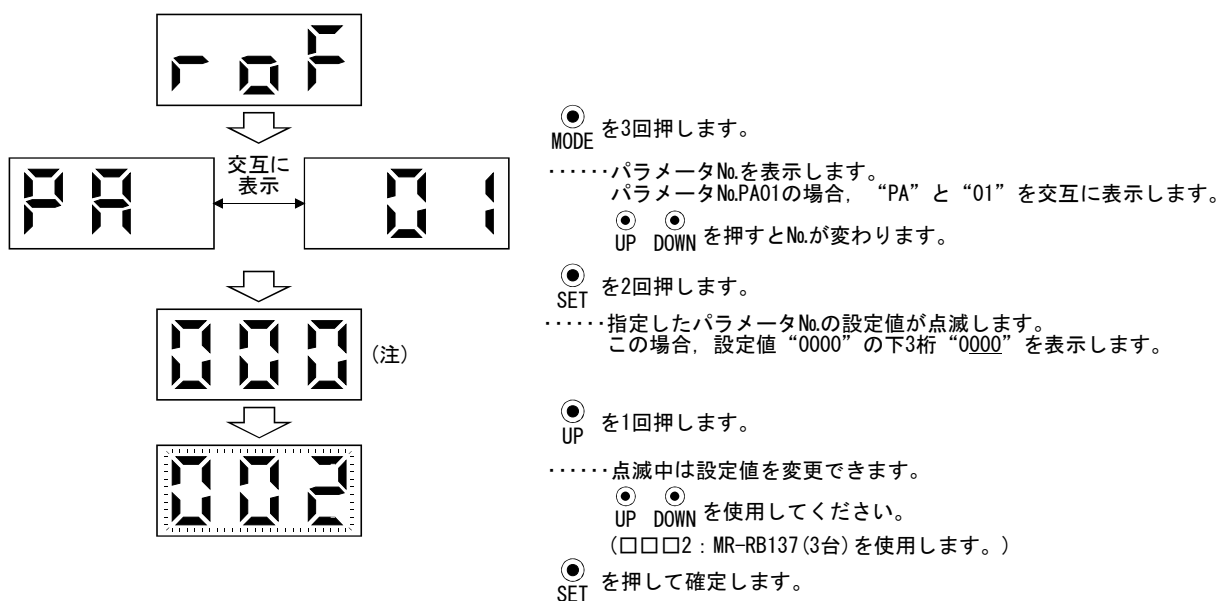 roF
MODE を3回押します。
PA 交互に表示 01
······パラメータNo.を表示します。
パラメータNo.PA01の場合, “PA”と“01”を交互に表示します。
UP DOWN を押すとNo.が変わります。
SET を2回押します。
000 (注)
······指定したパラメータNo.の設定値が点滅します。
この場合, 設定値“0000”の下3桁“0000”を表示します。
UP を1回押します。
002
······点滅中は設定値を変更できます。
UP DOWN を使用してください。
(□□□2:MR-RB137(3台)を使用します。)
SET を押して確定します。